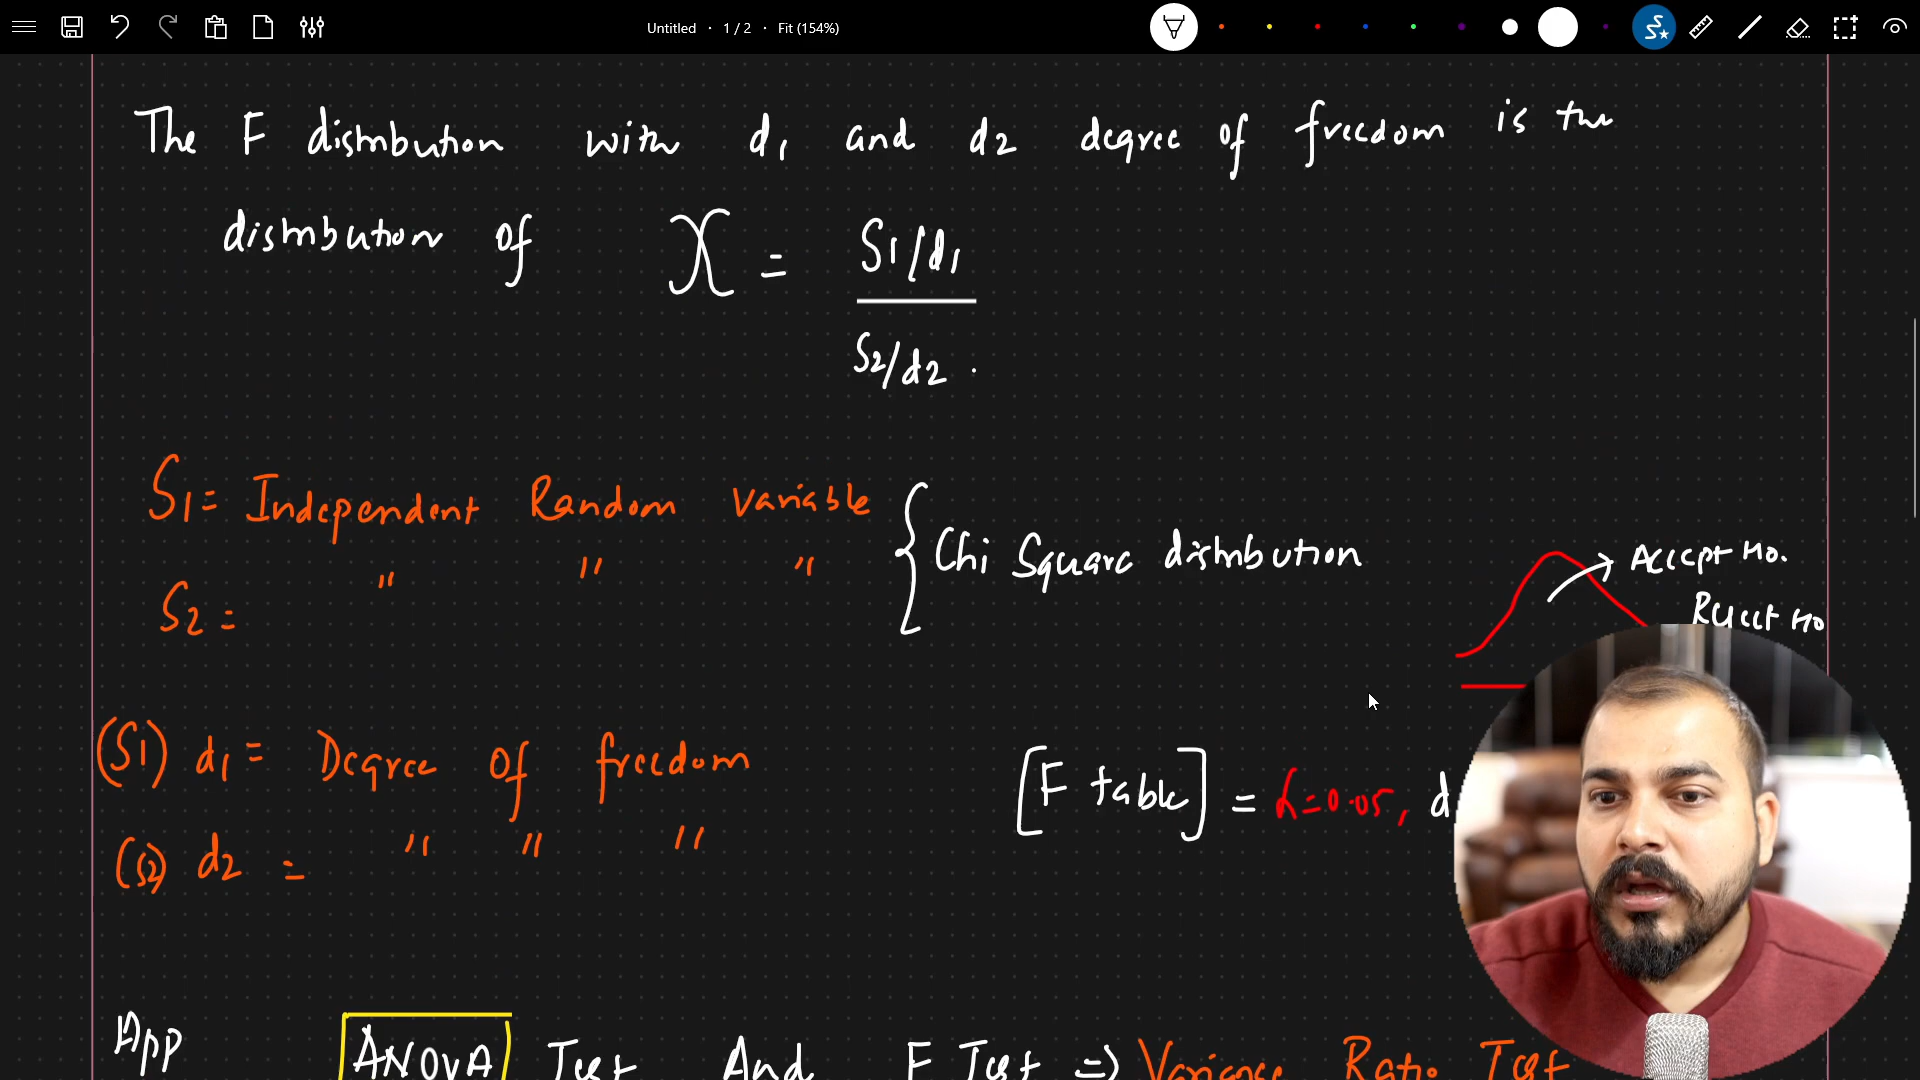 Untitled · 1 / 2 · Fit (154%)
The F distribution with d1 and d2 degree of freedom is the
distribution of X = S1/d1
S2/d2 .
S1 = Independent Random variable
S2 = " " "
{ Chi Square distribution
Accept Ho.
Reject Ho
(S1) d1 = Degree of freedom
(S2) d2 = " " "
[F table] = α=0.05, d
App ANOVA Test And F Test => Variance Ratio Test